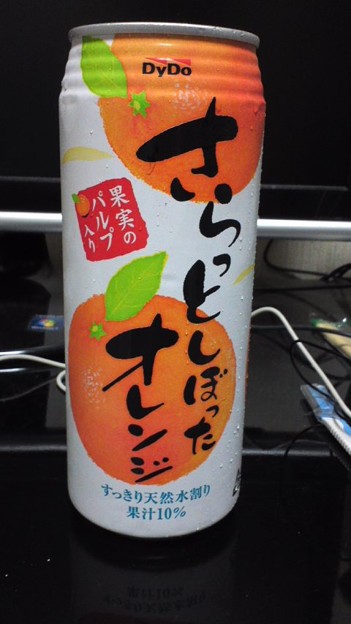 DyDo
さらっとしぼった
オレンジ
果実の
パルプ
入り
すっきり天然水割り
果汁10%